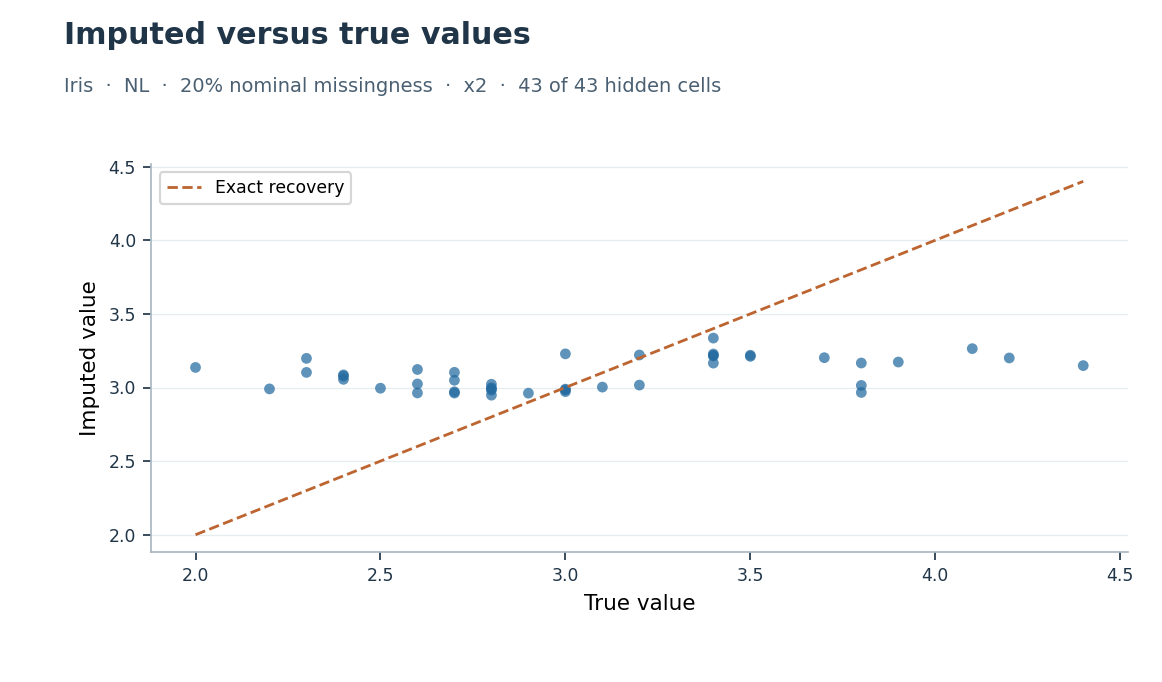 Imputed versus true values
Iris · NL · 20% nominal missingness · x2 · 43 of 43 hidden cells
Exact recovery
4.5
4.0
3.5
3.0
2.5
2.0
Imputed value
2.0 2.5 3.0 3.5 4.0 4.5
True value